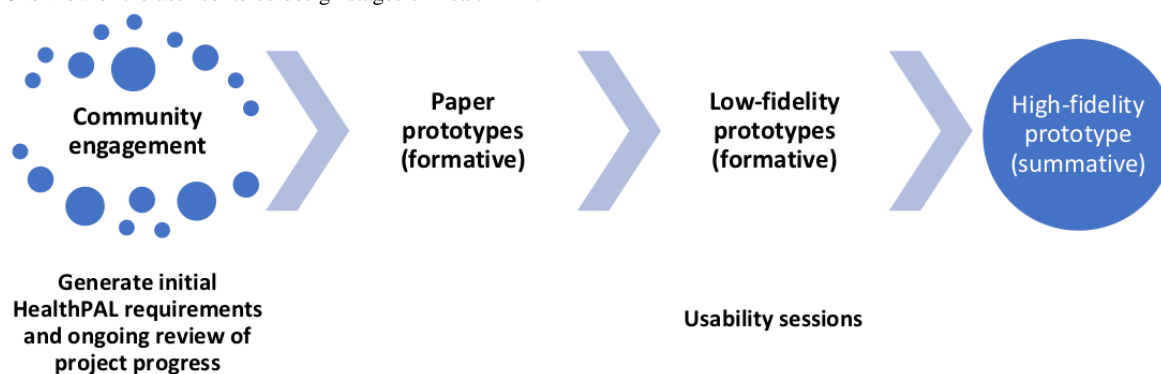 Community
engagement
Paper
prototypes
(formative)
Low-fidelity
prototypes
(formative)
High-fidelity
prototype
(summative)
Generate initial
HealthPAL requirements
and ongoing review of
project progress
Usability sessions